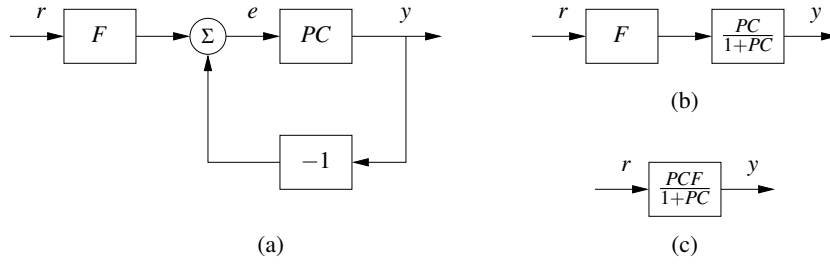 r F Σ e PC y
−1
(a)
r F PC/1+PC y
(b)
r PCF/1+PC y
(c)